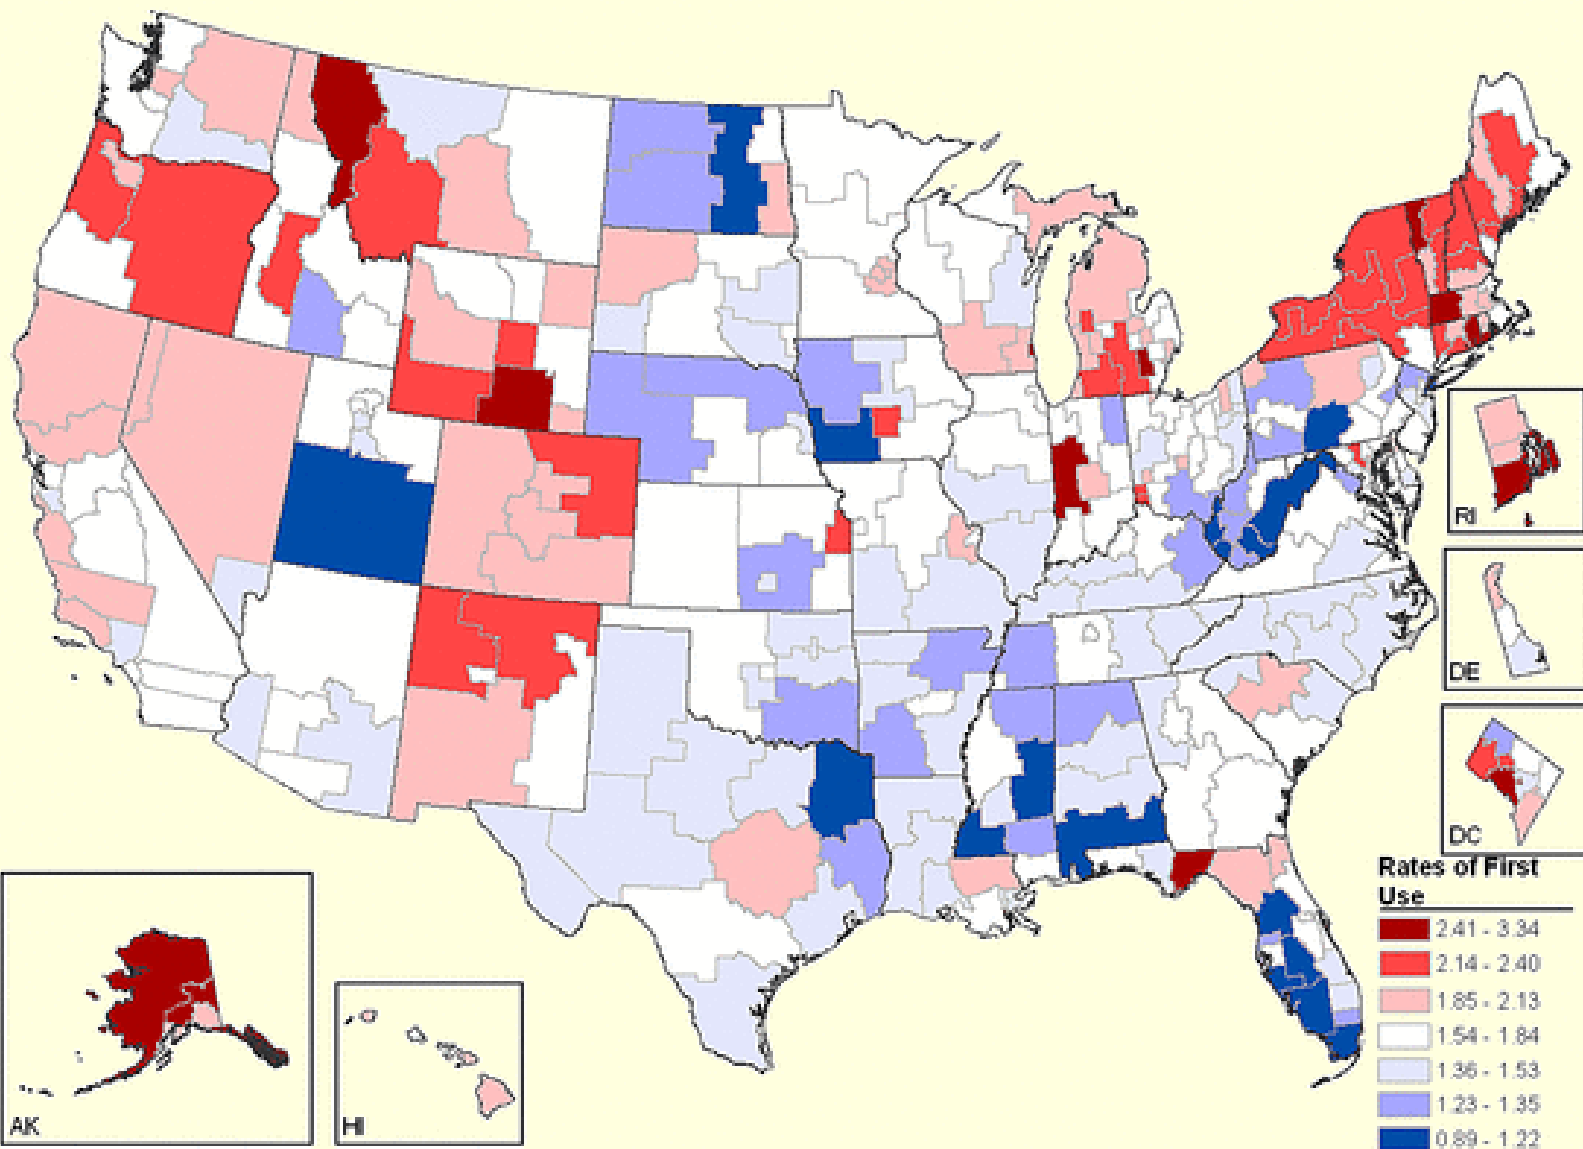 RI
DE
DC
AK
HI
Rates of First
Use
2.41 - 3.34
2.14 - 2.40
1.85 - 2.13
1.54 - 1.84
1.36 - 1.53
1.23 - 1.35
0.89 - 1.22